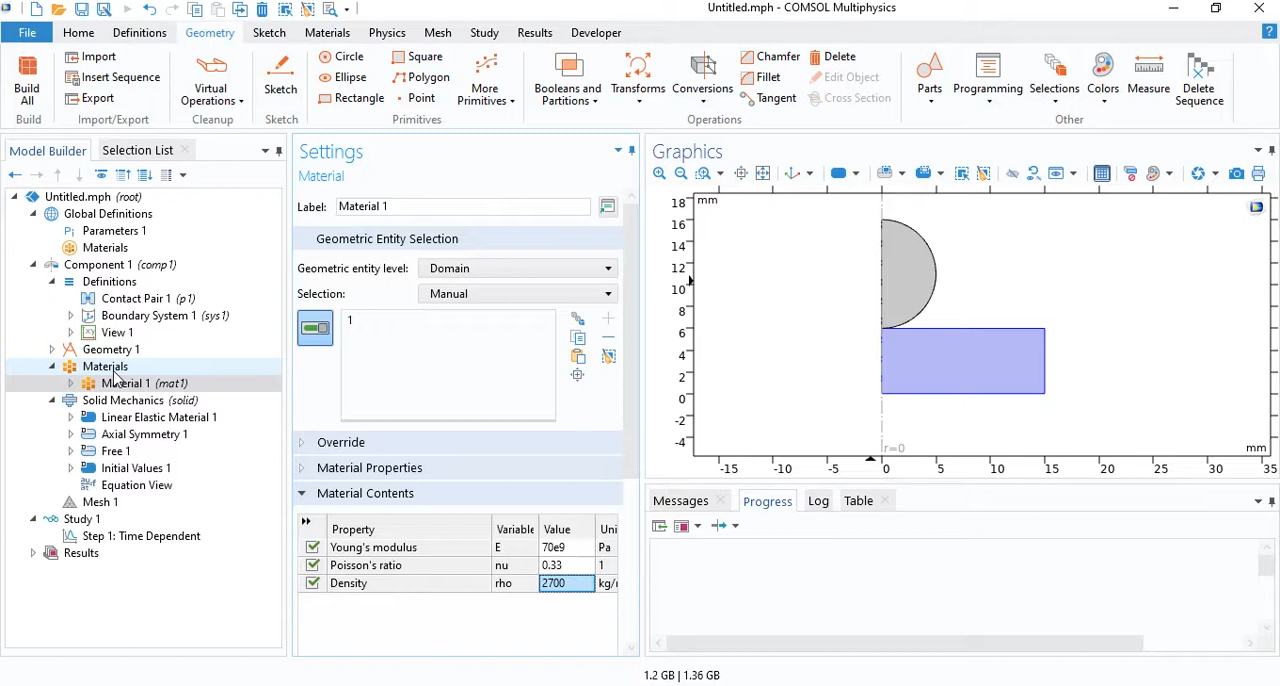 Untitled.mph - COMSOL Multiphysics
File Home Definitions Geometry Sketch Materials Physics Mesh Study Results Developer
Build All
Build
Import
Insert Sequence
Export
Import/Export
Virtual Operations
Cleanup
Sketch
Sketch
Circle Square
Ellipse Polygon
Rectangle Point
More Primitives
Primitives
Booleans and Partitions
Transforms
Conversions
Chamfer Delete
Fillet Edit Object
Tangent Cross Section
Operations
Parts
Programming
Selections
Colors
Measure
Delete Sequence
Other
Model Builder Selection List
Untitled.mph (root)
Global Definitions
Pi Parameters 1
Materials
Component 1 (comp1)
Definitions
Contact Pair 1 (p1)
Boundary System 1 (sys1)
View 1
Geometry 1
Materials
Material 1 (mat1)
Solid Mechanics (solid)
Linear Elastic Material 1
Axial Symmetry 1
Free 1
Initial Values 1
Equation View
Mesh 1
Study 1
Step 1: Time Dependent
Results
Settings
Material
Label: Material 1
Geometric Entity Selection
Geometric entity level: Domain
Selection: Manual
1
Override
Material Properties
Material Contents
Property Variable Value Uni
Young's modulus E 70e9 Pa
Poisson's ratio nu 0.33 1
Density rho 2700 kg/r
Graphics
mm
18
16
14
12
10
8
6
4
2
0
-2
-4
r=0
mm
-15 -10 -5 0 5 10 15 20 25 30 35
Messages Progress Log Table
1.2 GB | 1.36 GB